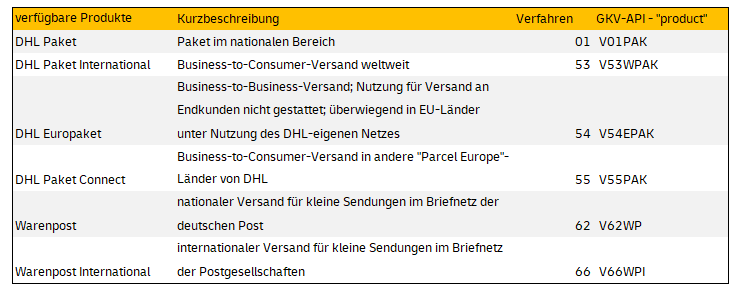 verfügbare Produkte Kurzbeschreibung Verfahren GKV-API - "product"
DHL Paket Paket im nationalen Bereich 01 V01PAK
DHL Paket International Business-to-Consumer-Versand weltweit 53 V53WPAK
Business-to-Business-Versand; Nutzung für Versand an
Endkunden nicht gestattet; überwiegend in EU-Länder
DHL Europaket unter Nutzung des DHL-eigenen Netzes 54 V54EPAK
Business-to-Consumer-Versand in andere "Parcel Europe"-
DHL Paket Connect Länder von DHL 55 V55PAK
nationaler Versand für kleine Sendungen im Briefnetz der
Warenpost deutschen Post 62 V62WP
internationaler Versand für kleine Sendungen im Briefnetz
Warenpost International der Postgesellschaften 66 V66WPI